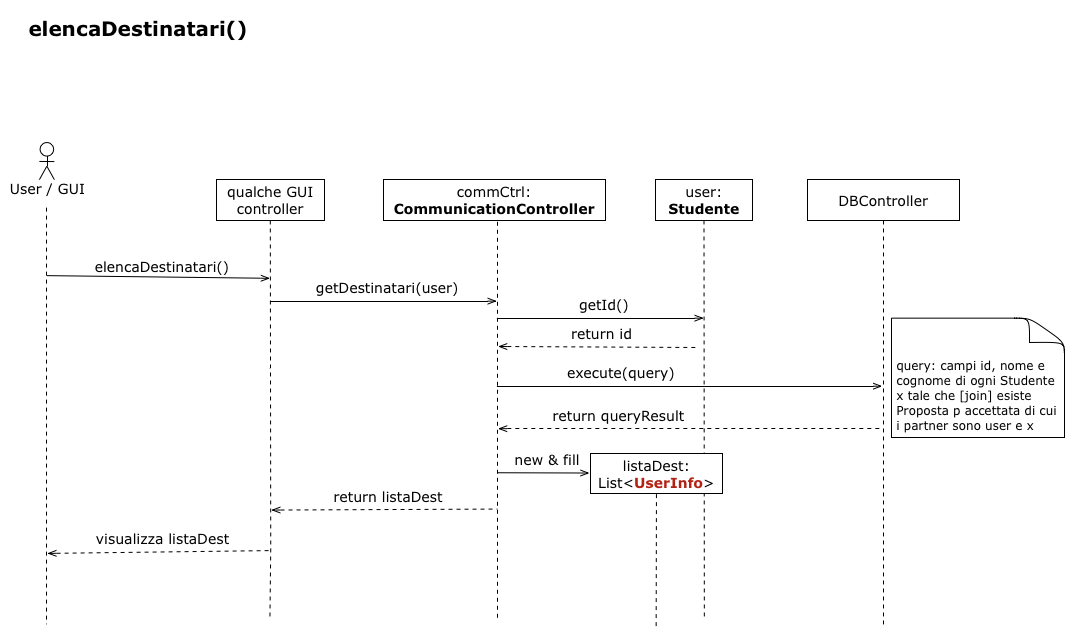 elencaDestinatari()
User / GUI
qualche GUI
controller
commCtrl:
CommunicationController
user:
Studente
DBController
elencaDestinatari()
getDestinatari(user)
getId()
return id
execute(query)
query: campi id, nome e
cognome di ogni Studente
x tale che [join] esiste
Proposta p accettata di cui
i partner sono user e x
return queryResult
new & fill
listaDest:
List<UserInfo>
return listaDest
visualizza listaDest